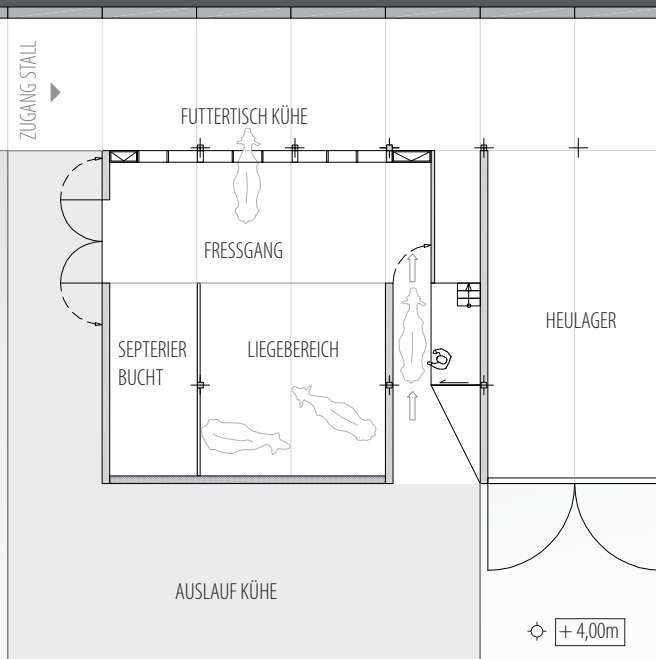 ZUGANG STALL
FUTTERTISCH KÜHE
FRESSGANG
SEPTERIER
BUCHT
LIEGEBEREICH
HEULAGER
AUSLAUF KÜHE
+ 4,00m